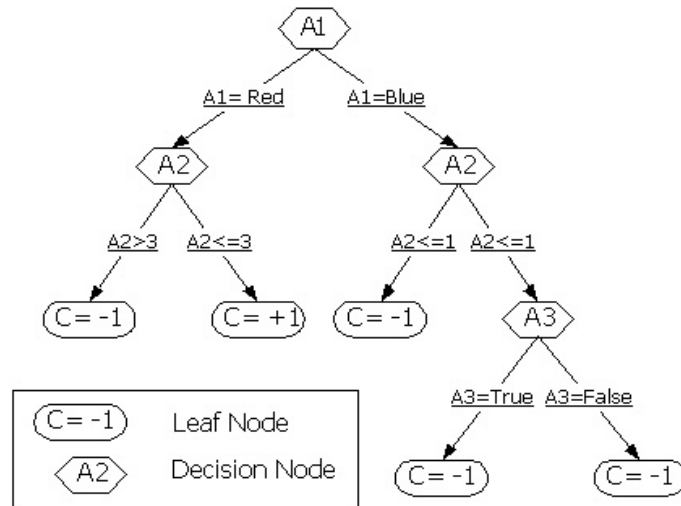 A1
A1= Red
A1=Blue
A2
A2
A2>3
A2<=3
A2<=1
A2<=1
C= -1
C= +1
C= -1
A3
A3=True
A3=False
C= -1
C= -1
C= -1
Leaf Node
A2
Decision Node